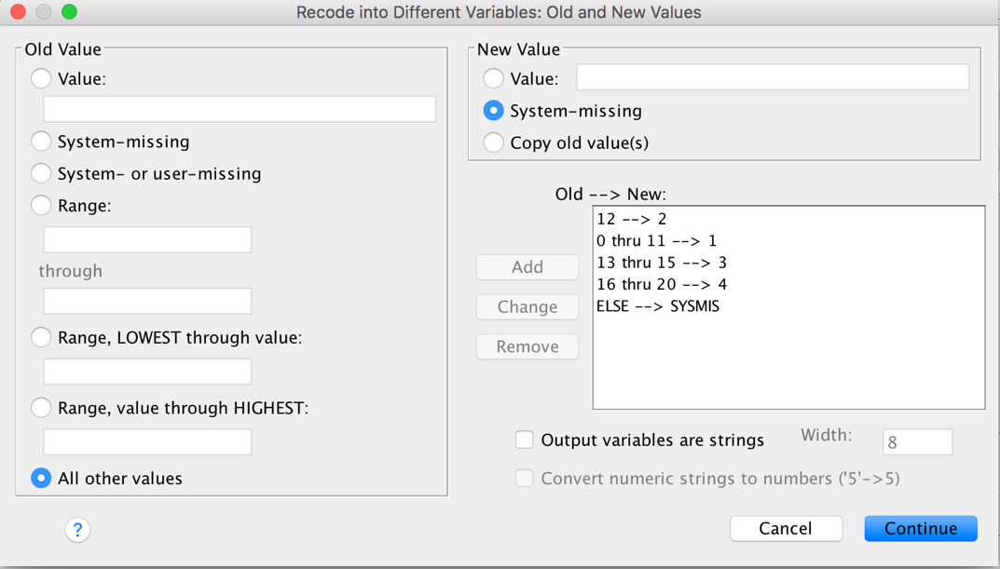 Recode into Different Variables: Old and New Values
Old Value
Value:
System-missing
System- or user-missing
Range:
through
Range, LOWEST through value:
Range, value through HIGHEST:
All other values
New Value
Value:
System-missing
Copy old value(s)
Old --> New:
12 --> 2
0 thru 11 --> 1
13 thru 15 --> 3
16 thru 20 --> 4
ELSE --> SYSMIS
Add
Change
Remove
Output variables are strings
Width:
8
Convert numeric strings to numbers ('5'->5)
?
Cancel
Continue